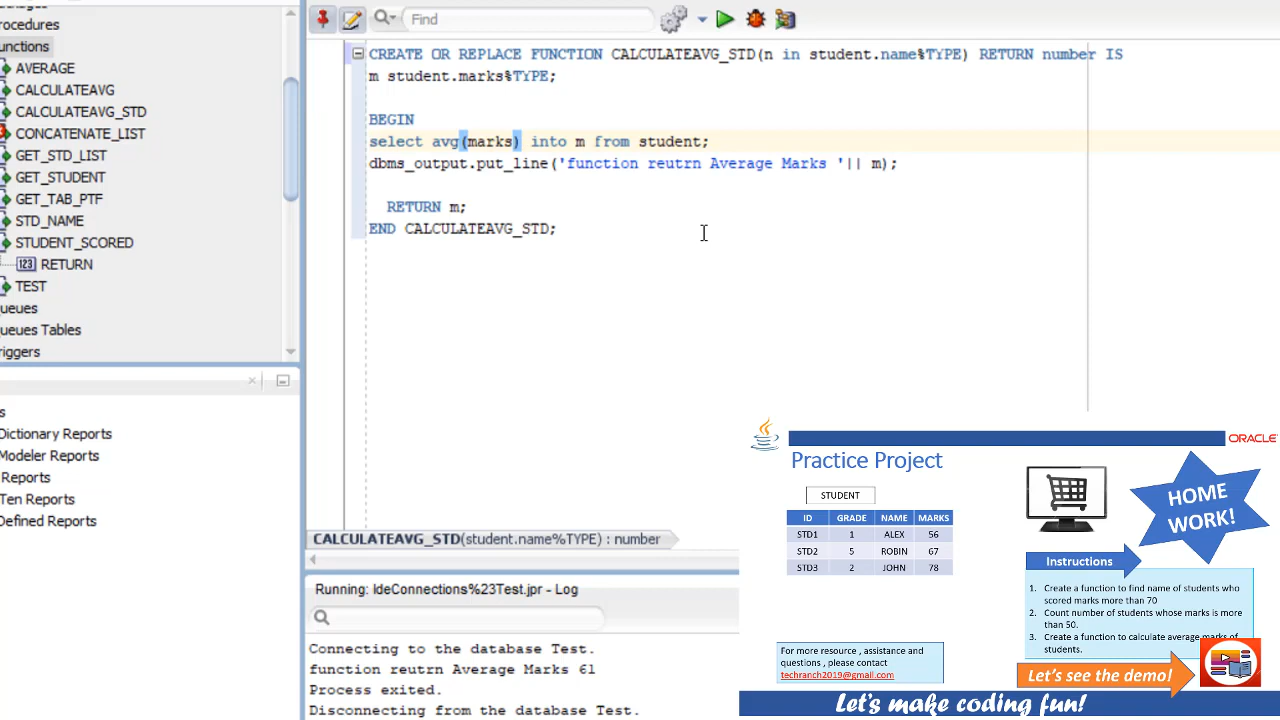 rocedures
unctions
AVERAGE
CALCULATEAVG
CALCULATEAVG_STD
CONCATENATE_LIST
GET_STD_LIST
GET_STUDENT
GET_TAB_PTF
STD_NAME
STUDENT_SCORED
123 RETURN
TEST
ueues
ueues Tables
riggers
s
Dictionary Reports
Modeler Reports
Reports
Ten Reports
Defined Reports
Find
CREATE OR REPLACE FUNCTION CALCULATEAVG_STD(n in student.name%TYPE) RETURN number IS
m student.marks%TYPE;
BEGIN
select avg(marks) into m from student;
dbms_output.put_line('function reutrn Average Marks '|| m);
RETURN m;
END CALCULATEAVG_STD;
CALCULATEAVG_STD(student.name%TYPE) : number
Running: IdeConnections%23Test.jpr - Log
Connecting to the database Test.
function reutrn Average Marks 61
Process exited.
Disconnecting from the database Test.
ORACLE
Practice Project
STUDENT
ID GRADE NAME MARKS
STD1 1 ALEX 56
STD2 5 ROBIN 67
STD3 2 JOHN 78
HOME
WORK!
Instructions
1. Create a function to find name of students who
scored marks more than 70
2. Count number of students whose marks is more
than 50.
3. Create a function to calculate average marks of
students.
For more resource , assistance and
questions , please contact
techranch2019@gmail.com
Let's see the demo!
Let's make coding fun!